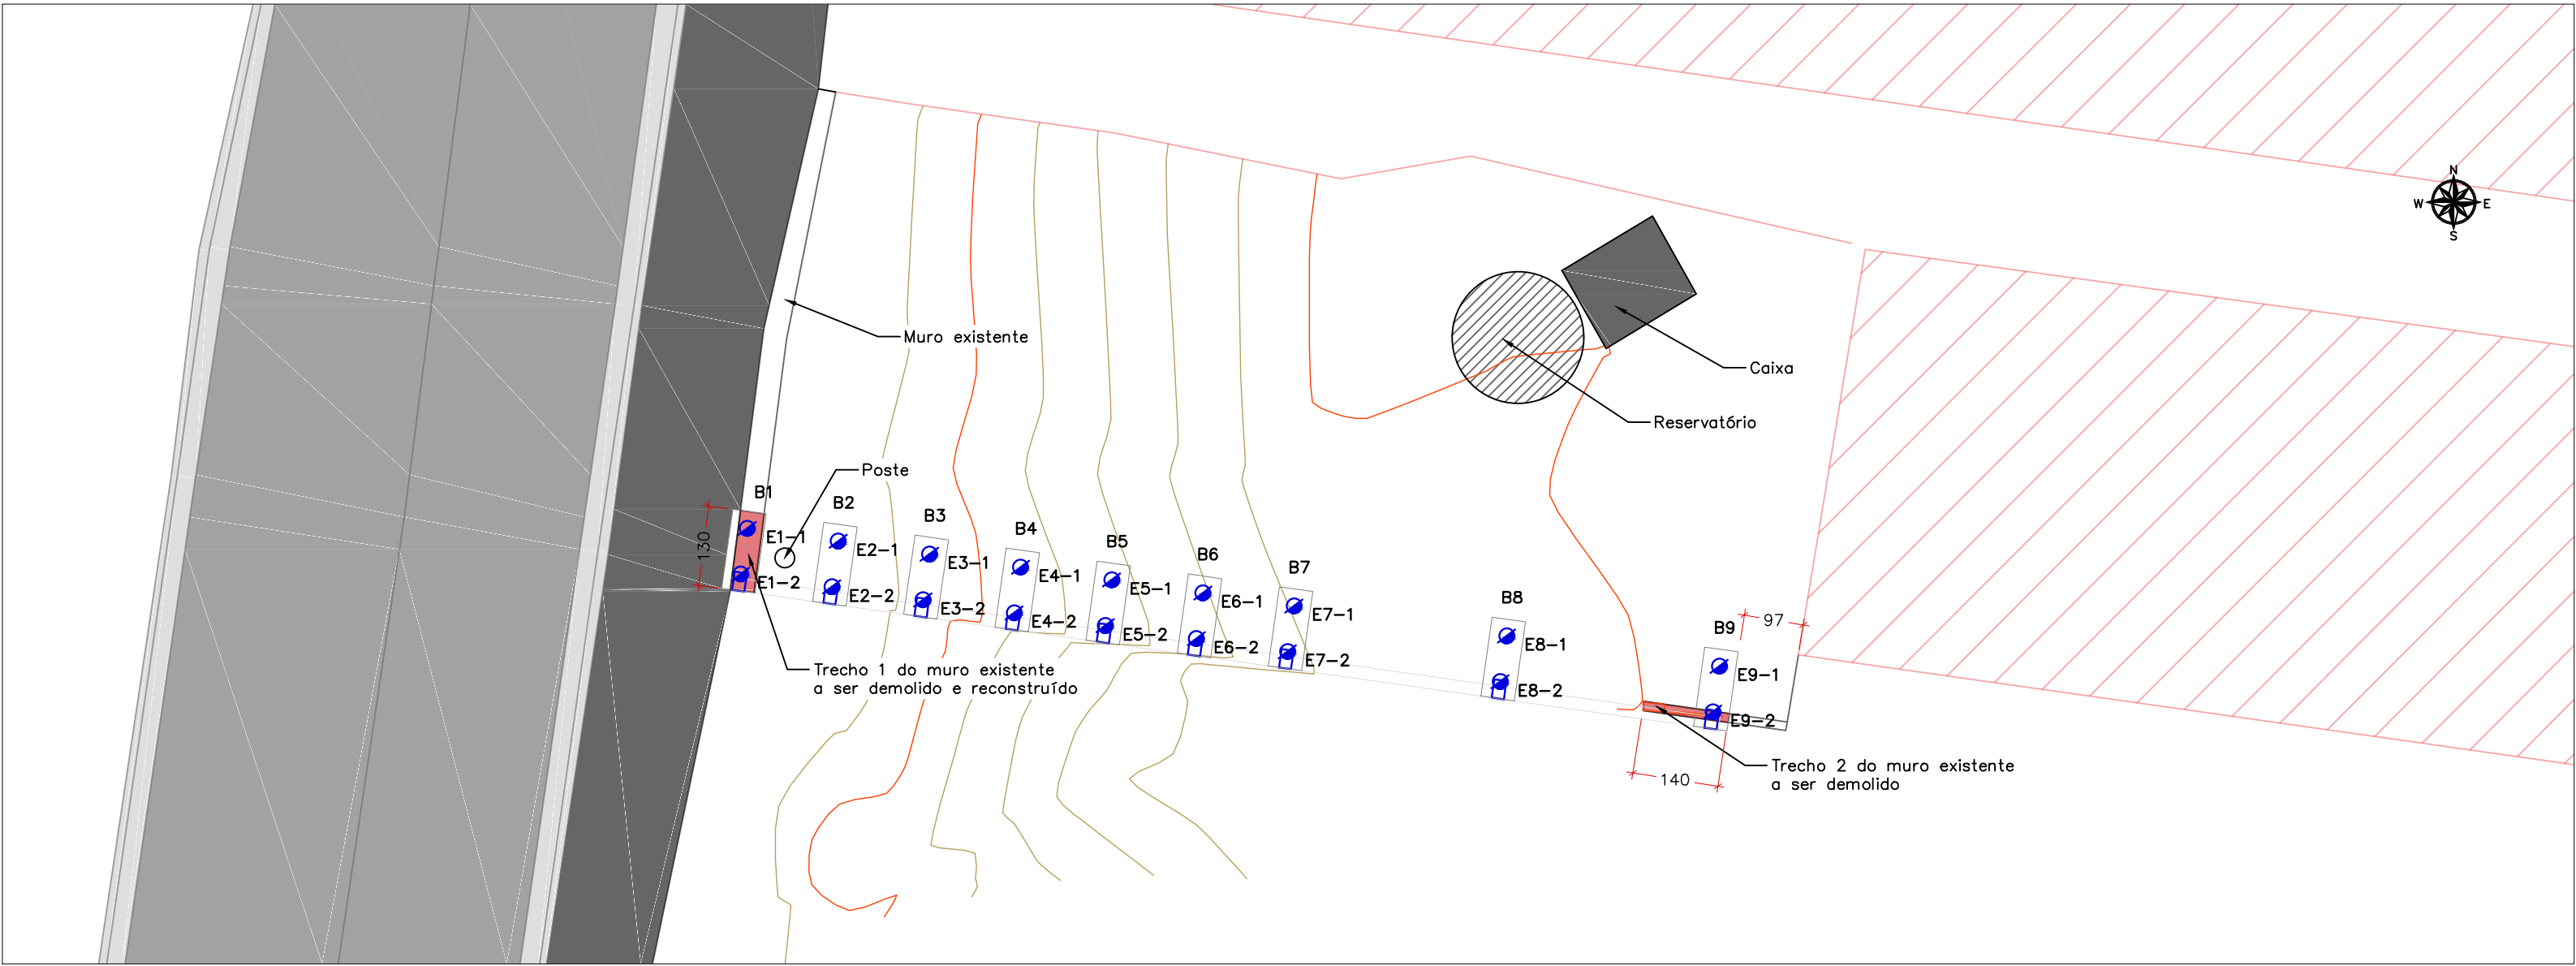 N
W E
S
Muro existente
Caixa
Reservatório
Poste
B1
B2
B3
B4
B5
B6
B7
B8
B9
130
E1-1
E1-2
E2-1
E2-2
E3-1
E3-2
E4-1
E4-2
E5-1
E5-2
E6-1
E6-2
E7-1
E7-2
E8-1
E8-2
97
E9-1
E9-2
Trecho 1 do muro existente
a ser demolido e reconstruído
140
Trecho 2 do muro existente
a ser demolido